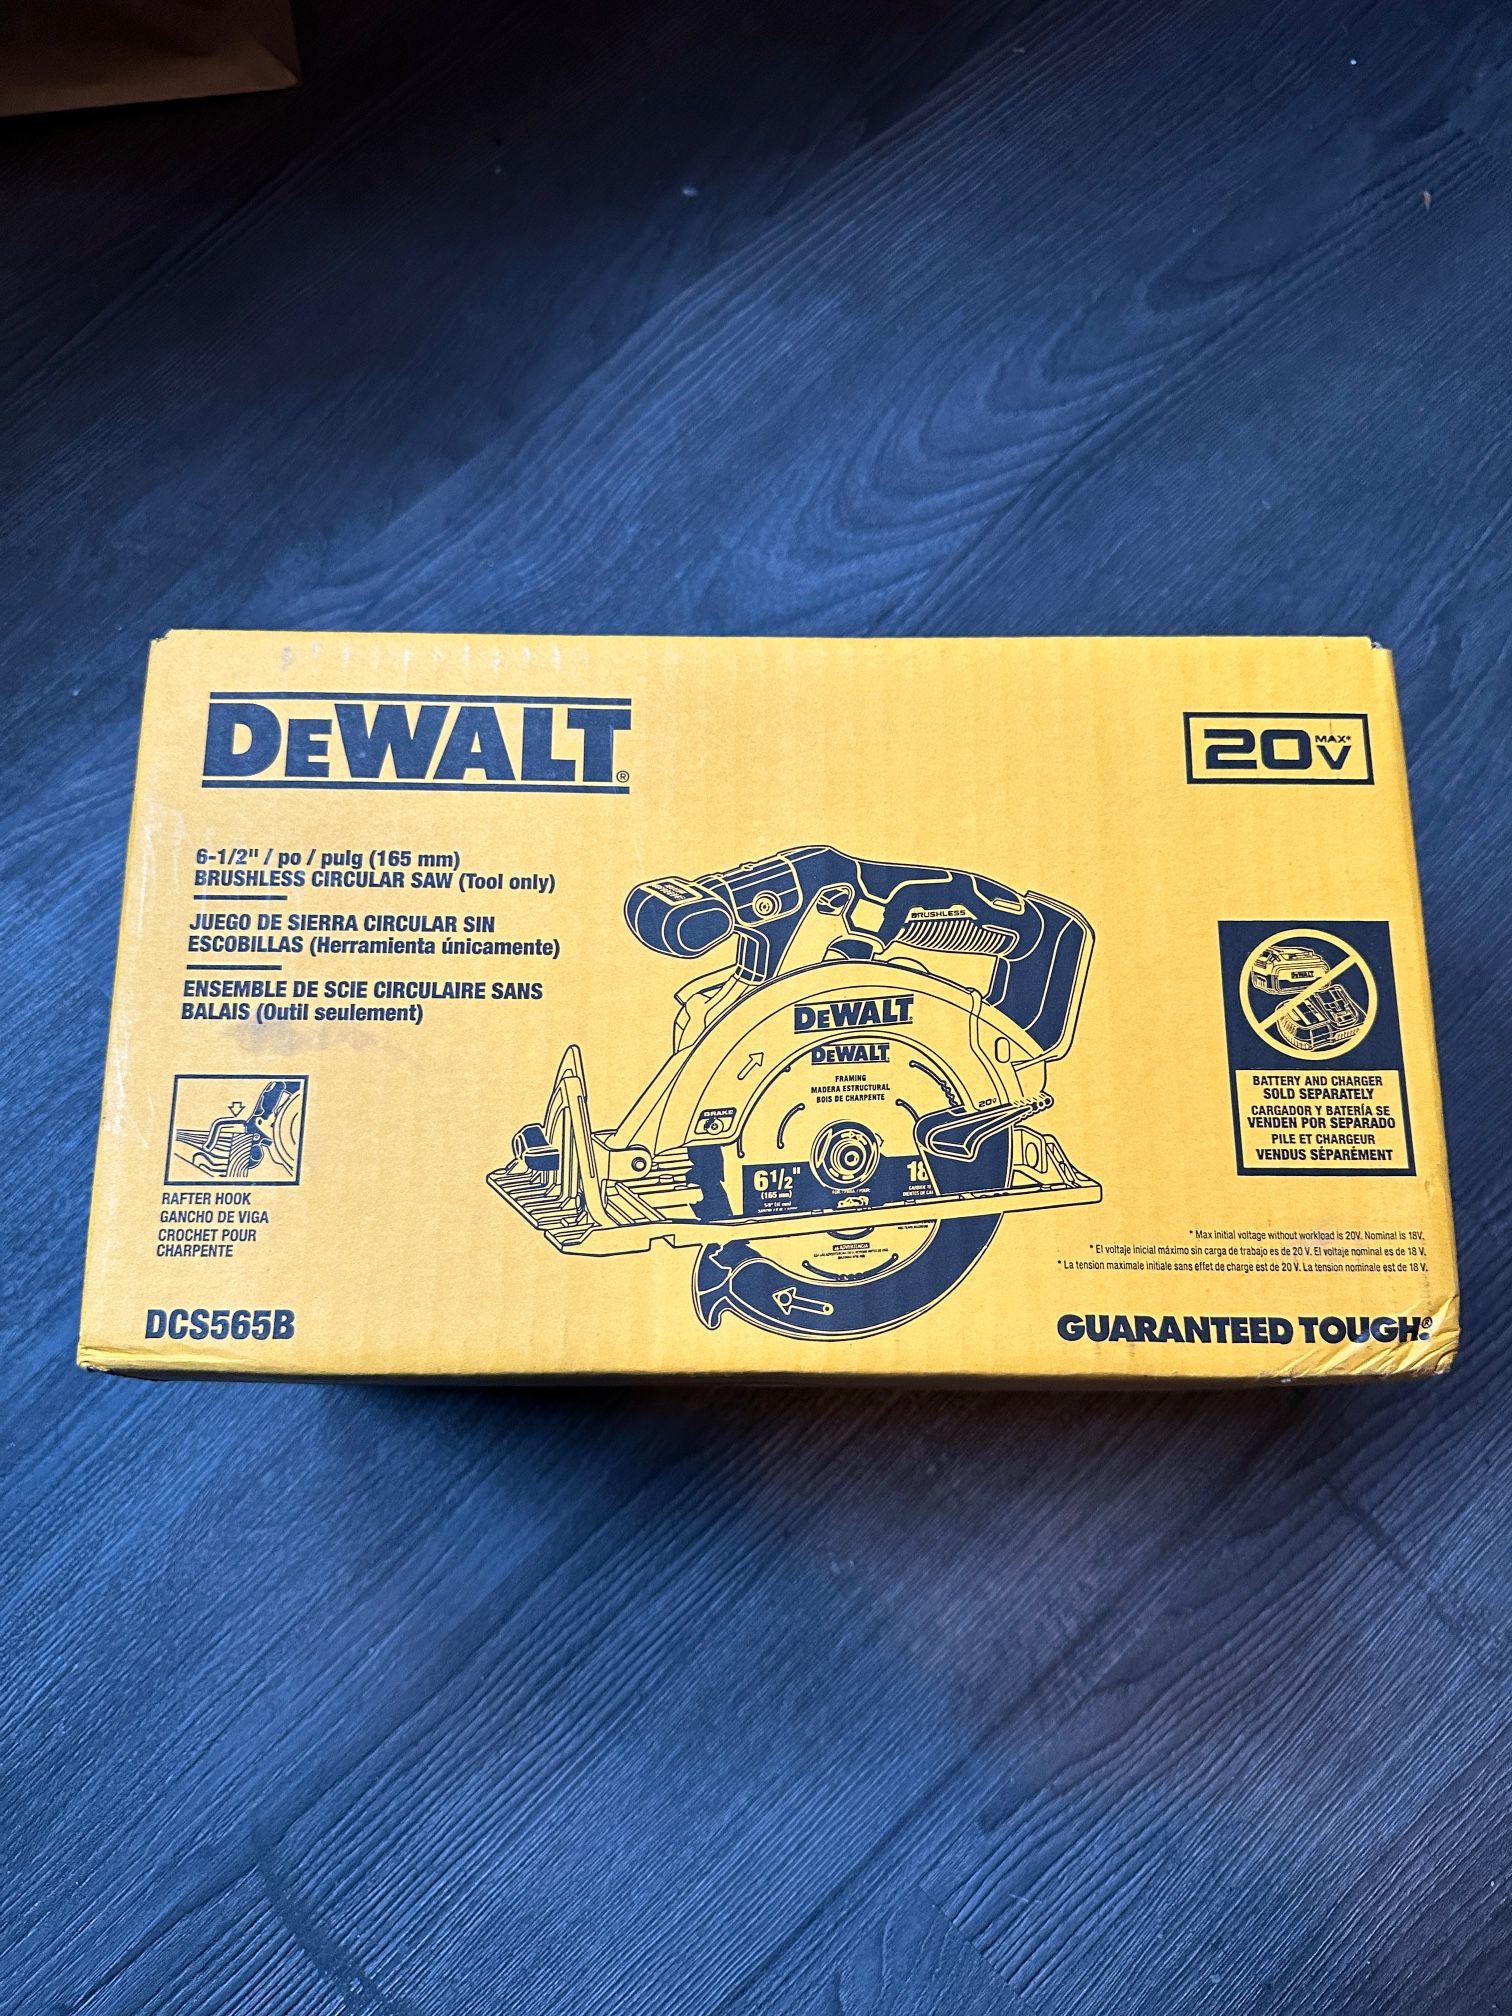 DEWALT®
20V MAX*
6-1/2" / po / pulg (165 mm)
BRUSHLESS CIRCULAR SAW (Tool only)
JUEGO DE SIERRA CIRCULAR SIN
ESCOBILLAS (Herramienta únicamente)
ENSEMBLE DE SCIE CIRCULAIRE SANS
BALAIS (Outil seulement)
RAFTER HOOK
GANCHO DE VIGA
CROCHET POUR
CHARPENTE
DCS565B
BRUSHLESS
DEWALT
DEWALT
FRAMING
MADERA ESTRUCTURAL
BOIS DE CHARPENTE
BRAKE
20V
6 1/2"
(165 mm)
18
DEWALT
BATTERY AND CHARGER
SOLD SEPARATELY
CARGADOR Y BATERÍA SE
VENDEN POR SEPARADO
PILE ET CHARGEUR
VENDUS SÉPARÉMENT
* Max initial voltage without workload is 20V. Nominal is 18V.
* El voltaje inicial máximo sin carga de trabajo es de 20 V. El voltaje nominal es de 18 V.
* La tension maximale initiale sans effet de charge est de 20 V. La tension nominale est de 18 V.
GUARANTEED TOUGH.®